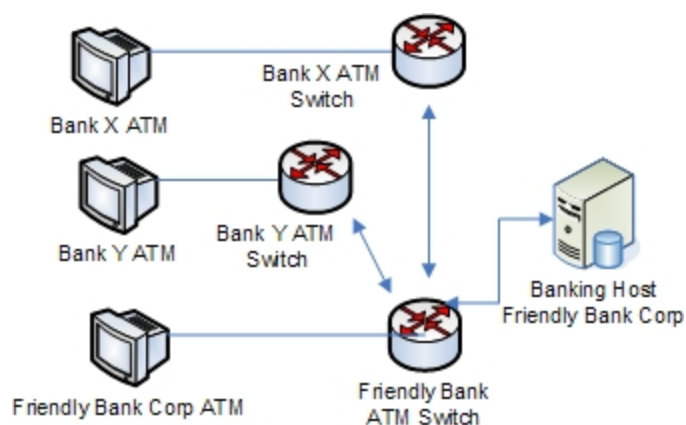 Bank X ATM
Switch
Bank X ATM
Bank Y ATM
Switch
Bank Y ATM
Banking Host
Friendly Bank Corp
Friendly Bank
ATM Switch
Friendly Bank Corp ATM